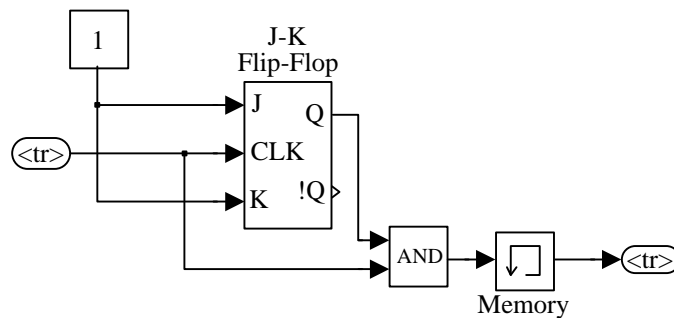 1
J-K
Flip-Flop
J
Q
<tr>
CLK
K
!Q
AND
<tr>
Memory